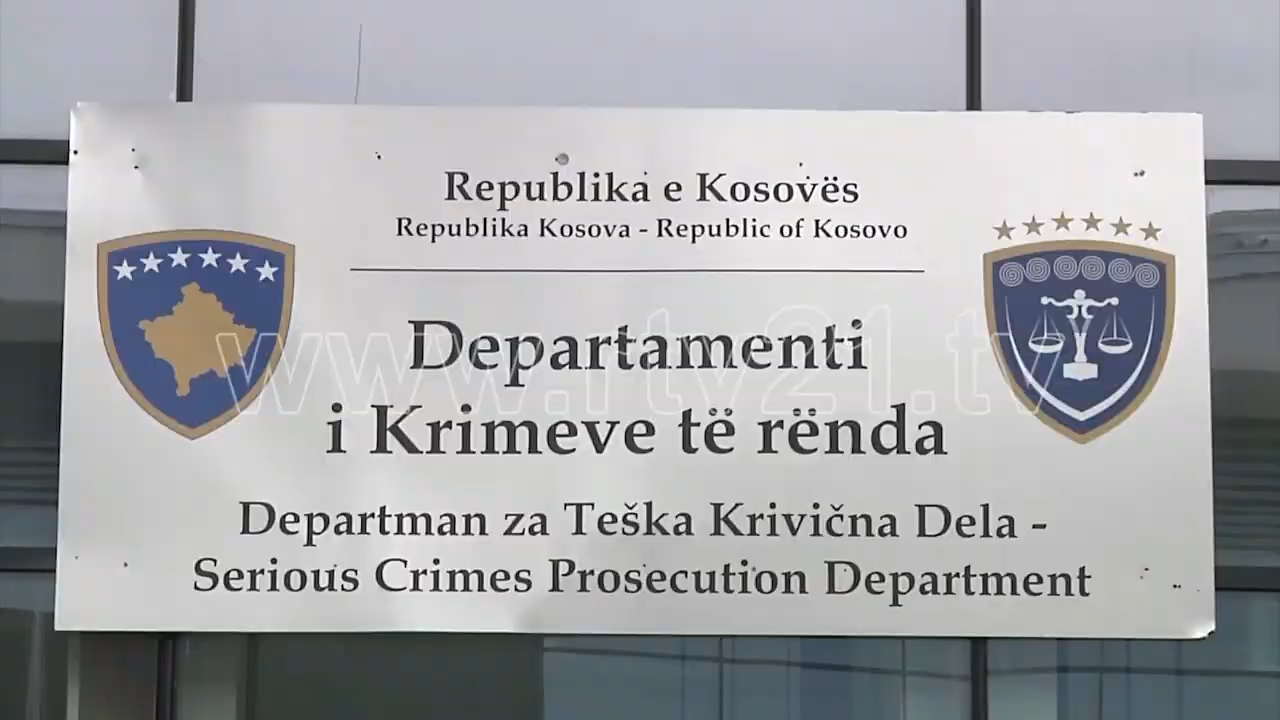 Republika e Kosovës
Republika Kosova - Republic of Kosovo
Departamenti
i Krimeve të rënda
Departman za Teška Krivična Dela -
Serious Crimes Prosecution Department
www.rtv21.tv